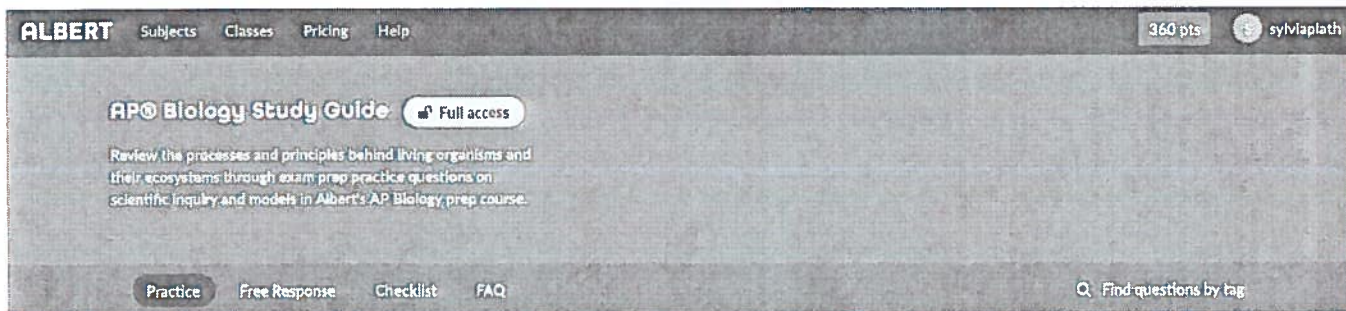 ALBERT Subjects Classes Pricing Help 360 pts S sylviaplath
AP® Biology Study Guide Full access
Review the processes and principles behind living organisms and
their ecosystems through exam prep practice questions on
scientific inquiry and models in Albert's AP Biology prep course.
Practice Free Response Checklist FAQ Find questions by tag